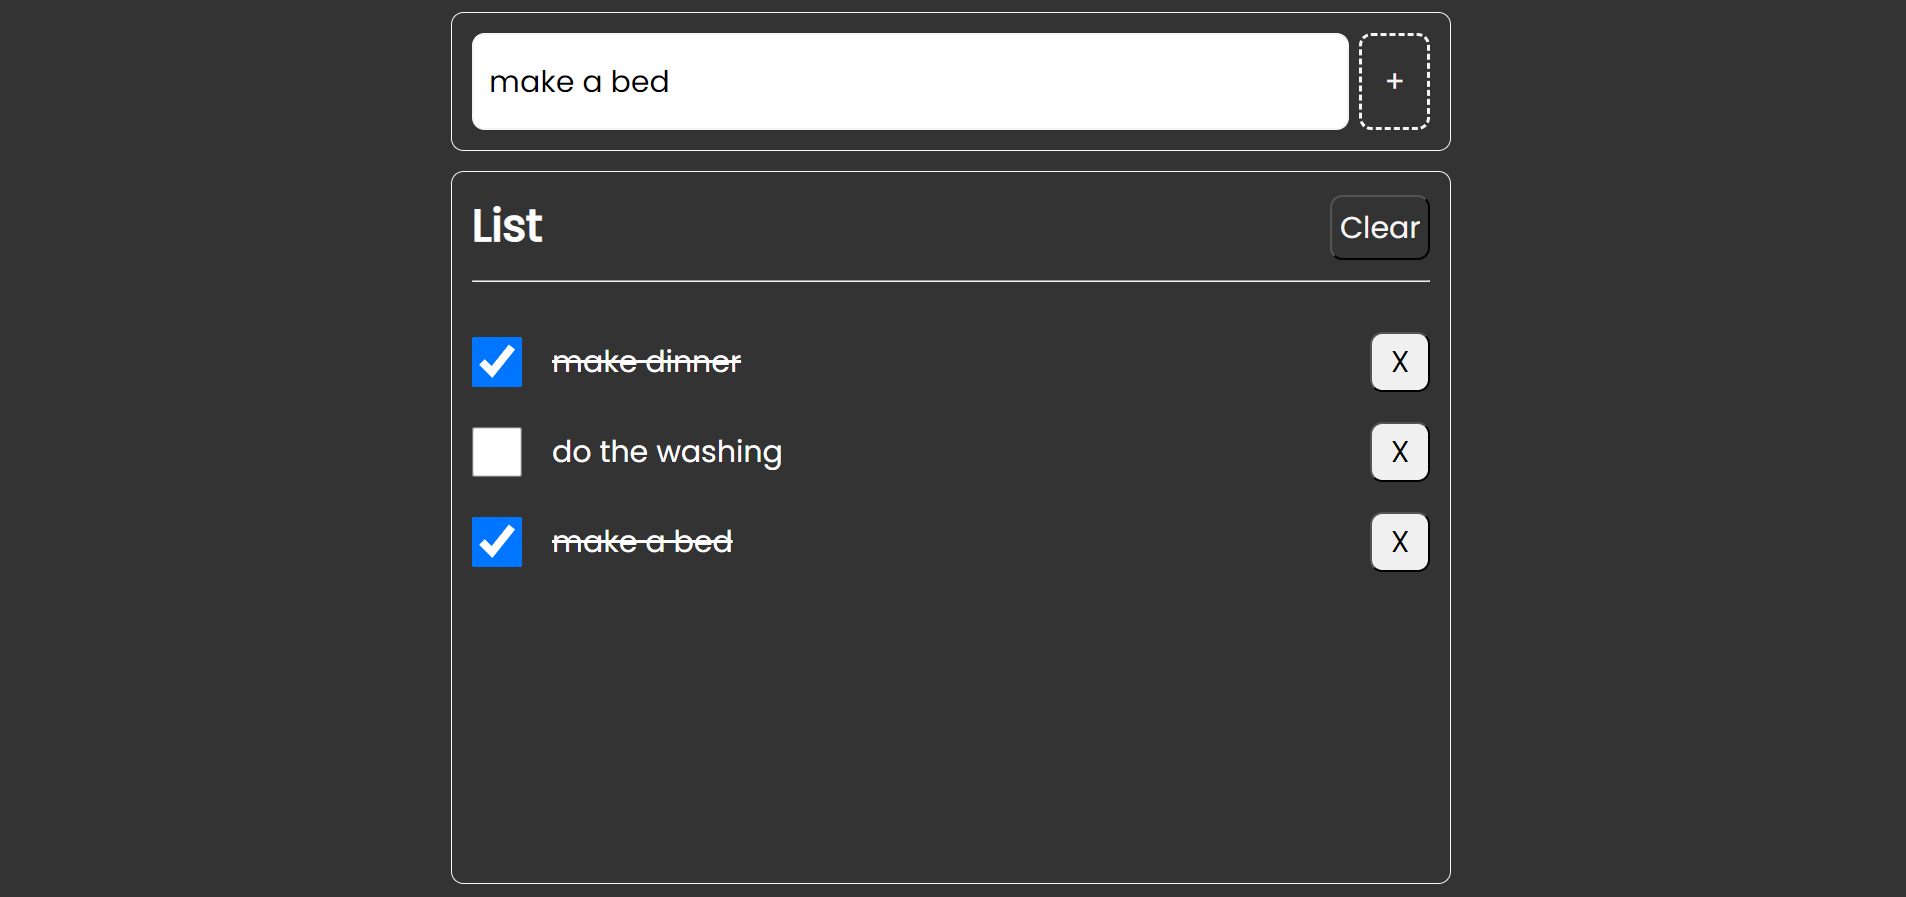 make a bed
+
List
Clear
make dinner
X
do the washing
X
make a bed
X